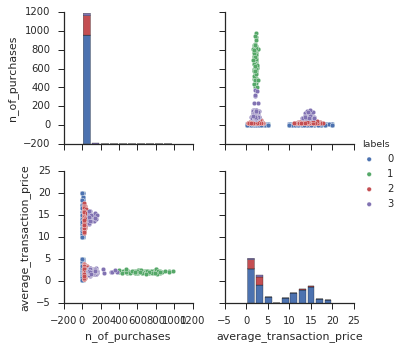 1200
1000
800
600
400
200
0
−200
n_of_purchases
labels
0
1
2
3
25
20
15
10
5
0
−5
average_transaction_price
−200 0 200 400 600 800 1000 1200
n_of_purchases
−5 0 5 10 15 20 25
average_transaction_price